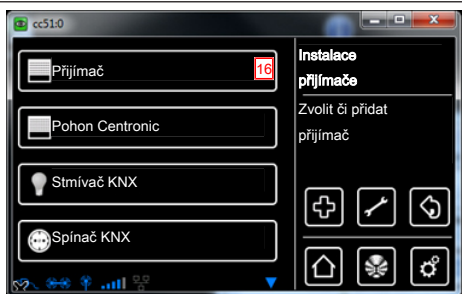 cc51:0
Přijímač
16
Pohon Centronic
Stmívač KNX
Spínač KNX
Instalace
přijímače
Zvolit či přidat
přijímač